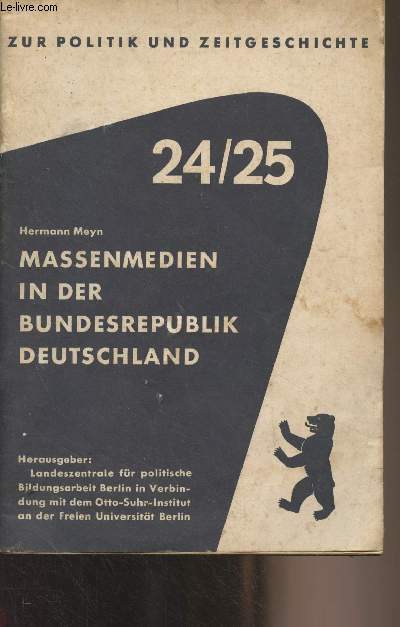 Le-livre.com
ZUR POLITIK UND ZEITGESCHICHTE
24/25
Hermann Meyn
MASSENMEDIEN
IN DER
BUNDESREPUBLIK
DEUTSCHLAND
Herausgeber:
Landeszentrale für politische
Bildungsarbeit Berlin in Verbin-
dung mit dem Otto-Suhr-Institut
an der Freien Universität Berlin